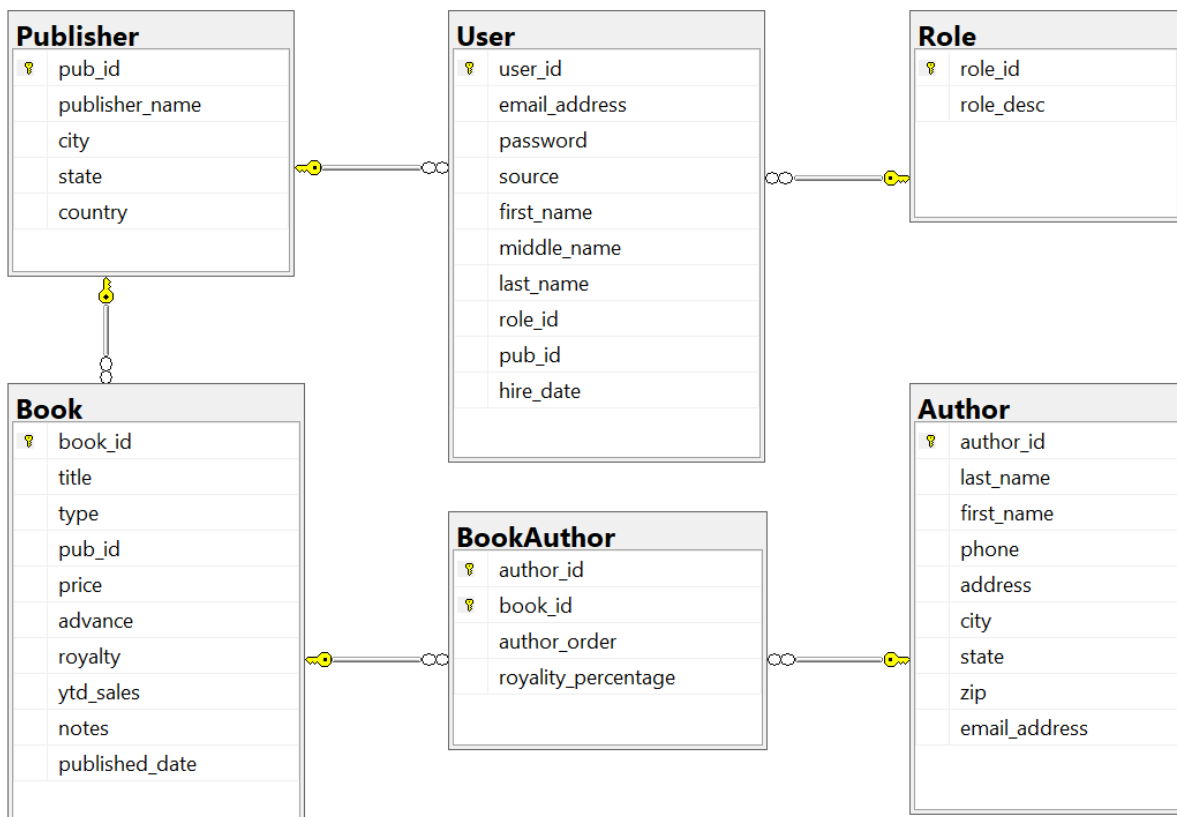 Publisher
pub_id
publisher_name
city
state
country
User
user_id
email_address
password
source
first_name
middle_name
last_name
role_id
pub_id
hire_date
Role
role_id
role_desc
Book
book_id
title
type
pub_id
price
advance
royalty
ytd_sales
notes
published_date
BookAuthor
author_id
book_id
author_order
royality_percentage
Author
author_id
last_name
first_name
phone
address
city
state
zip
email_address